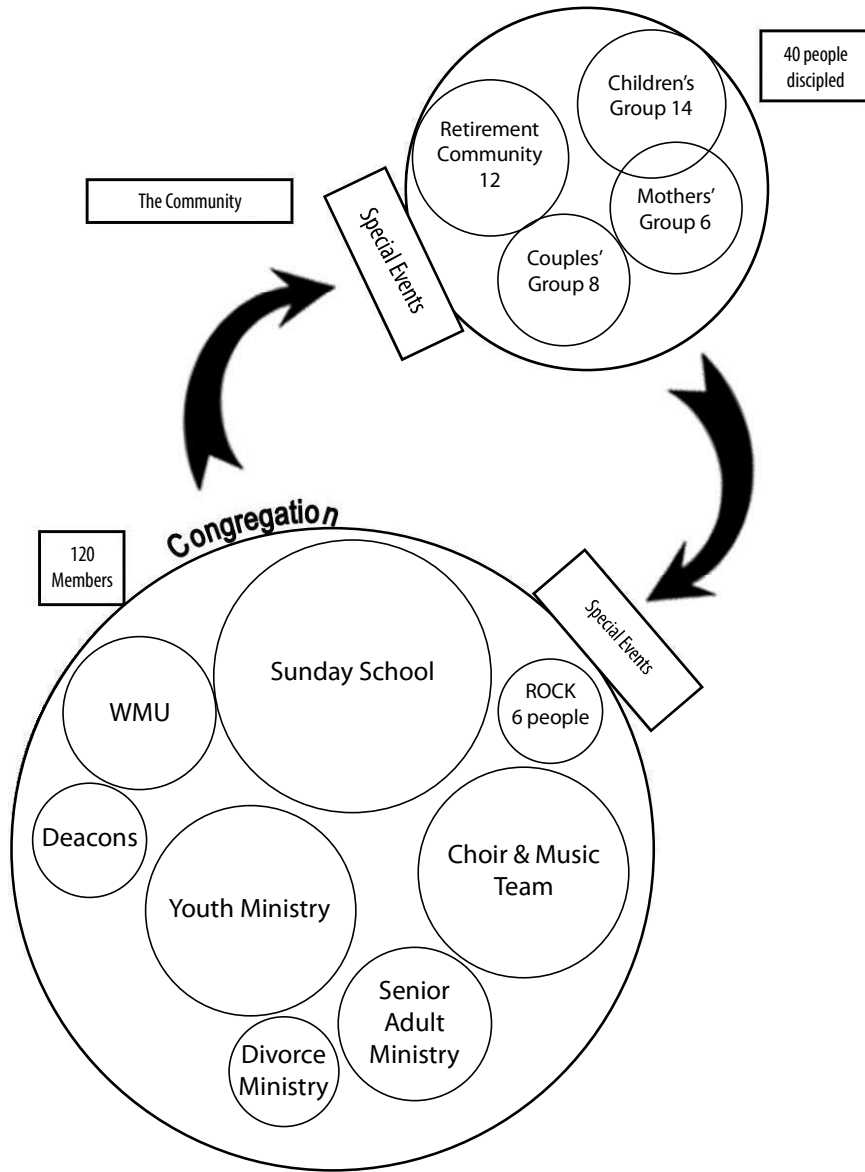 40 people
discipled
Children's
Group 14
Retirement
Community
12
Mothers'
Group 6
Couples'
Group 8
The Community
Special Events
Congregation
120
Members
Special Events
Sunday School
ROCK
6 people
WMU
Deacons
Choir & Music
Team
Youth Ministry
Senior
Adult
Ministry
Divorce
Ministry